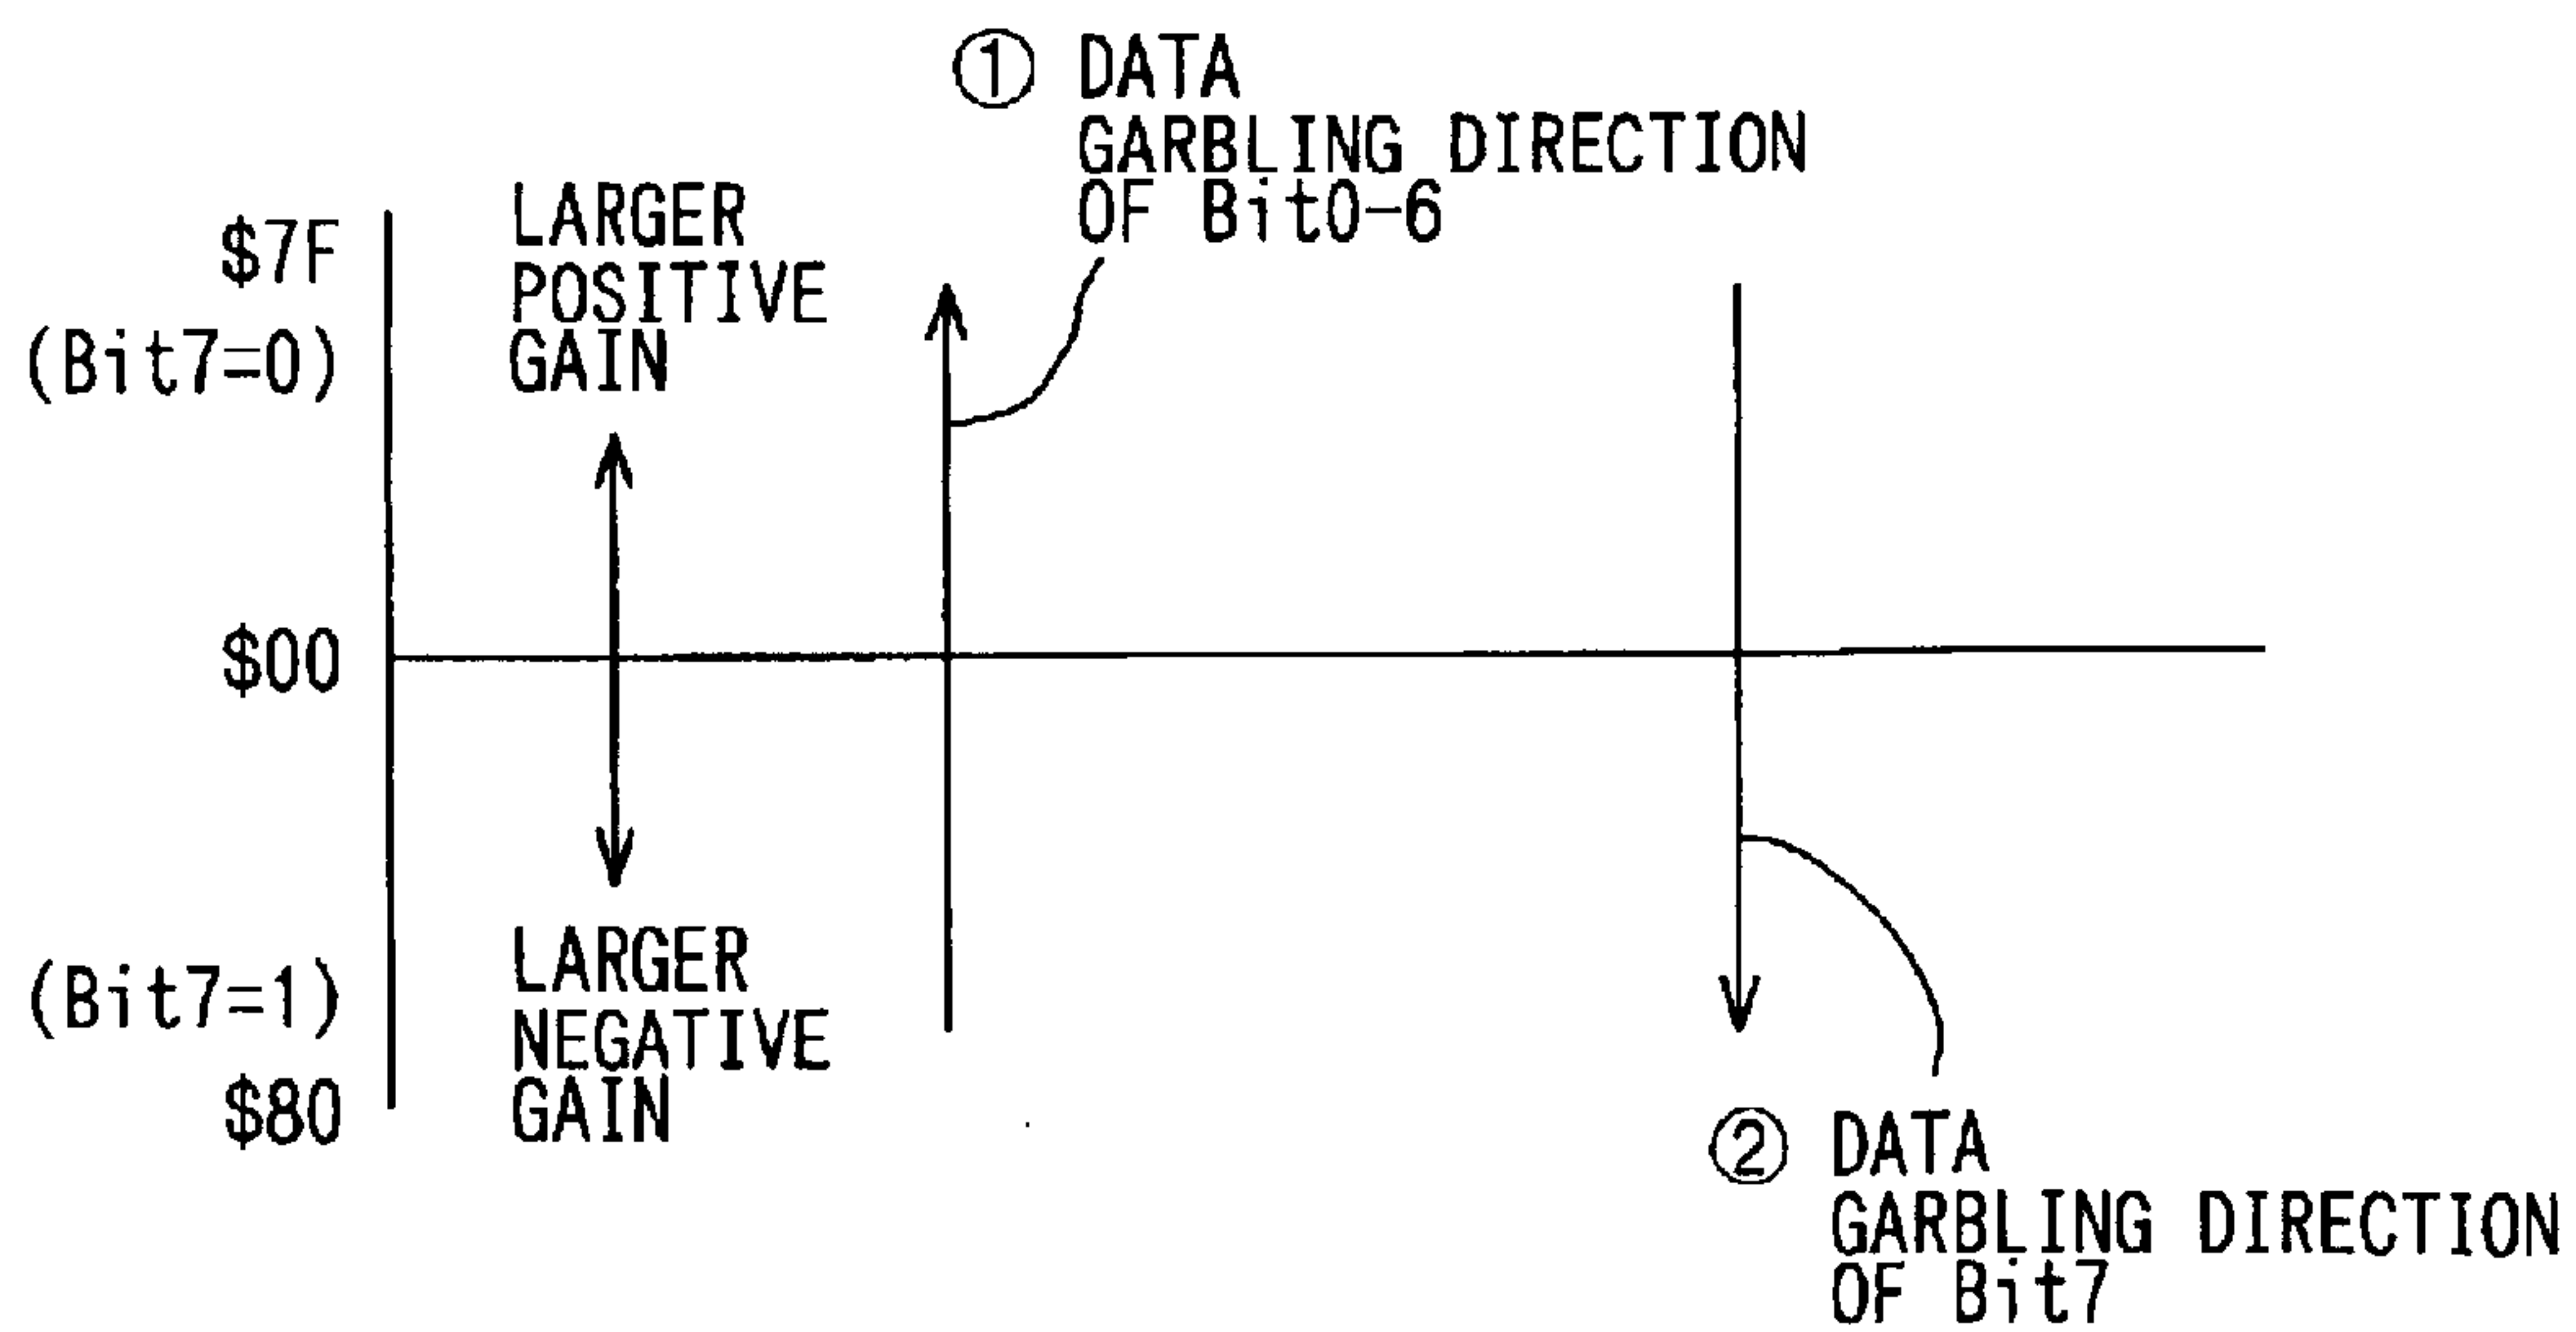 ① DATA
GARBLING DIRECTION
OF Bit0-6
$7F
(Bit7=0)
LARGER
POSITIVE
GAIN
$00
(Bit7=1)
$80
LARGER
NEGATIVE
GAIN
② DATA
GARBLING DIRECTION
OF Bit7